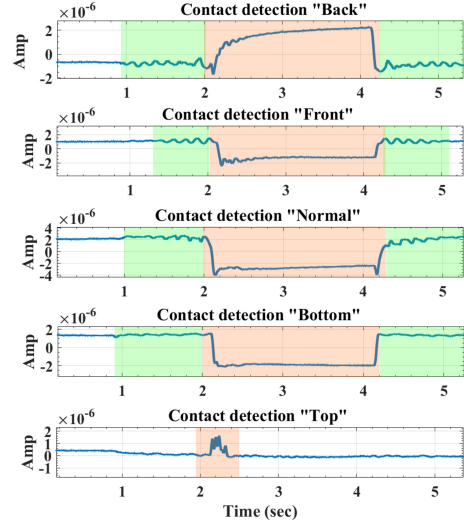 Contact detection "Back"
×10⁻⁶
Amp
2
0
-2
1 2 3 4 5
Contact detection "Front"
×10⁻⁶
Amp
2
0
-2
1 2 3 4 5
Contact detection "Normal"
×10⁻⁶
Amp
4
2
0
-2
-4
1 2 3 4 5
Contact detection "Bottom"
×10⁻⁶
Amp
2
0
-2
1 2 3 4 5
Contact detection "Top"
×10⁻⁶
Amp
2
1
0
-1
1 2 3 4 5
Time (sec)